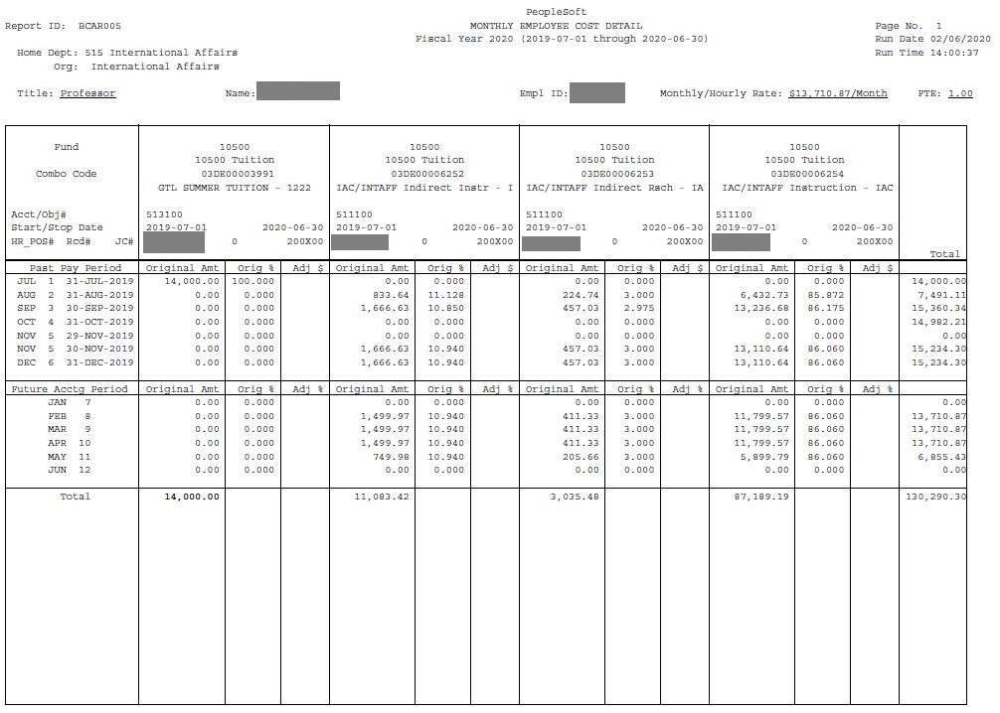 PeopleSoft
Report ID: BCAR005 MONTHLY EMPLOYEE COST DETAIL Page No. 1
Fiscal Year 2020 (2019-07-01 through 2020-06-30) Run Date 02/06/2020
Home Dept: 515 International Affairs Run Time 14:00:37
Org: International Affairs
Title: Professor Name: Empl ID: Monthly/Hourly Rate: $13,710.87/Month FTE: 1.00
Fund 10500 10500 10500 10500
10500 Tuition 10500 Tuition 10500 Tuition 10500 Tuition
Combo Code 03DE00003991 03DE00006252 03DE00006253 03DE00006254
GTL SUMMER TUITION - 1222 IAC/INTAFF Indirect Instr - I IAC/INTAFF Indirect Rsch - IA IAC/INTAFF Instruction - IAC
Acct/Obj# 513100 511100 511100 511100
Start/Stop Date 2019-07-01 2020-06-30 2019-07-01 2020-06-30 2019-07-01 2020-06-30 2019-07-01 2020-06-30
HR_POS# Rcd# JC# 0 200X00 0 200X00 0 200X00 0 200X00
Total
Past Pay Period Original Amt Orig % Adj $ Original Amt Orig % Adj $ Original Amt Orig % Adj $ Original Amt Orig % Adj $
JUL 1 31-JUL-2019 14,000.00 100.000 0.00 0.000 0.00 0.000 0.00 0.000 14,000.00
AUG 2 31-AUG-2019 0.00 0.000 833.64 11.128 224.74 3.000 6,432.73 85.872 7,491.11
SEP 3 30-SEP-2019 0.00 0.000 1,666.63 10.850 457.03 2.975 13,236.68 86.175 15,360.34
OCT 4 31-OCT-2019 0.00 0.000 0.00 0.000 0.00 0.000 0.00 0.000 14,982.21
NOV 5 29-NOV-2019 0.00 0.000 0.00 0.000 0.00 0.000 0.00 0.000 0.00
NOV 5 30-NOV-2019 0.00 0.000 1,666.63 10.940 457.03 3.000 13,110.64 86.060 15,234.30
DEC 6 31-DEC-2019 0.00 0.000 1,666.63 10.940 457.03 3.000 13,110.64 86.060 15,234.30
Future Acctg Period Original Amt Orig % Adj % Original Amt Orig % Adj % Original Amt Orig % Adj % Original Amt Orig % Adj %
JAN 7 0.00 0.000 0.00 0.000 0.00 0.000 0.00 0.000 0.00
FEB 8 0.00 0.000 1,499.97 10.940 411.33 3.000 11,799.57 86.060 13,710.87
MAR 9 0.00 0.000 1,499.97 10.940 411.33 3.000 11,799.57 86.060 13,710.87
APR 10 0.00 0.000 1,499.97 10.940 411.33 3.000 11,799.57 86.060 13,710.87
MAY 11 0.00 0.000 749.98 10.940 205.66 3.000 5,899.79 86.060 6,855.43
JUN 12 0.00 0.000 0.00 0.000 0.00 0.000 0.00 0.000 0.00
Total 14,000.00 11,083.42 3,035.48 87,189.19 130,290.30